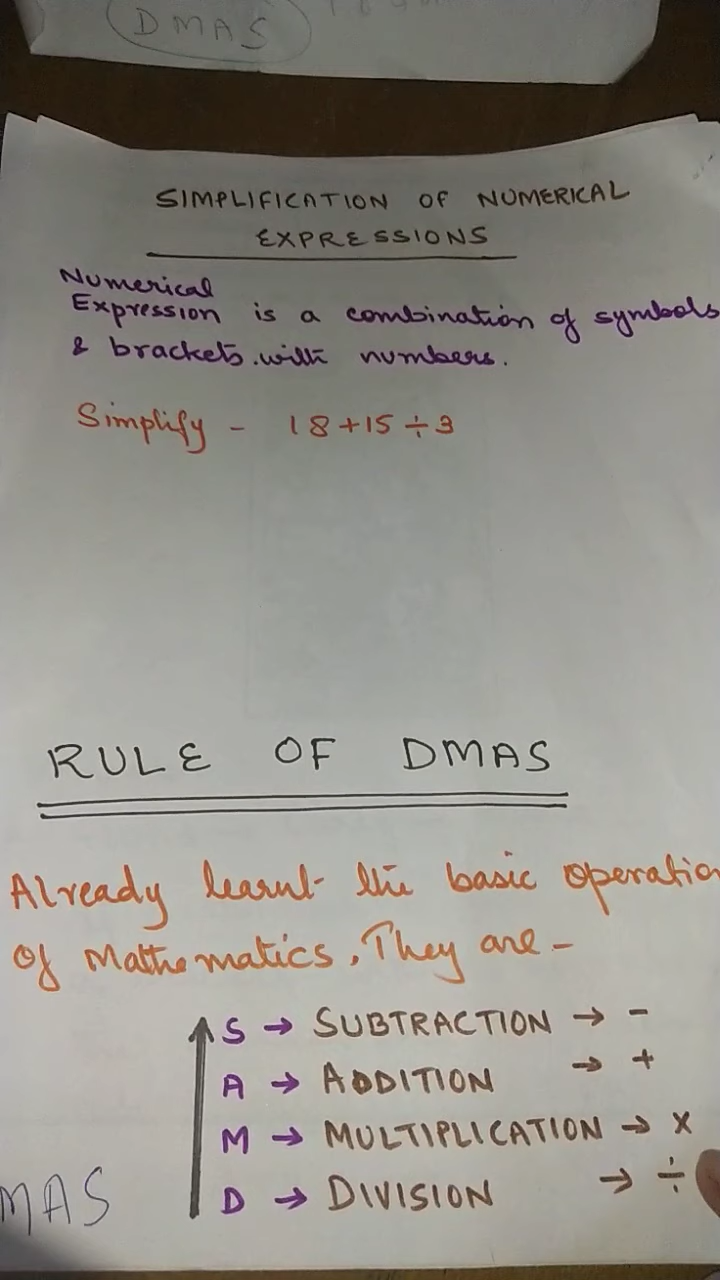 DMAS
SIMPLIFICATION OF NUMERICAL
EXPRESSIONS
Numerical
Expression is a combination of symbols
& brackets.with numbers.
Simplify - 18+15÷3
RULE OF DMAS
Already learnt the basic operation
Of Mathematics. They are -
S → SUBTRACTION → -
A → ADDITION → +
M → MULTIPLICATION → ×
D → DIVISION → ÷
MAS